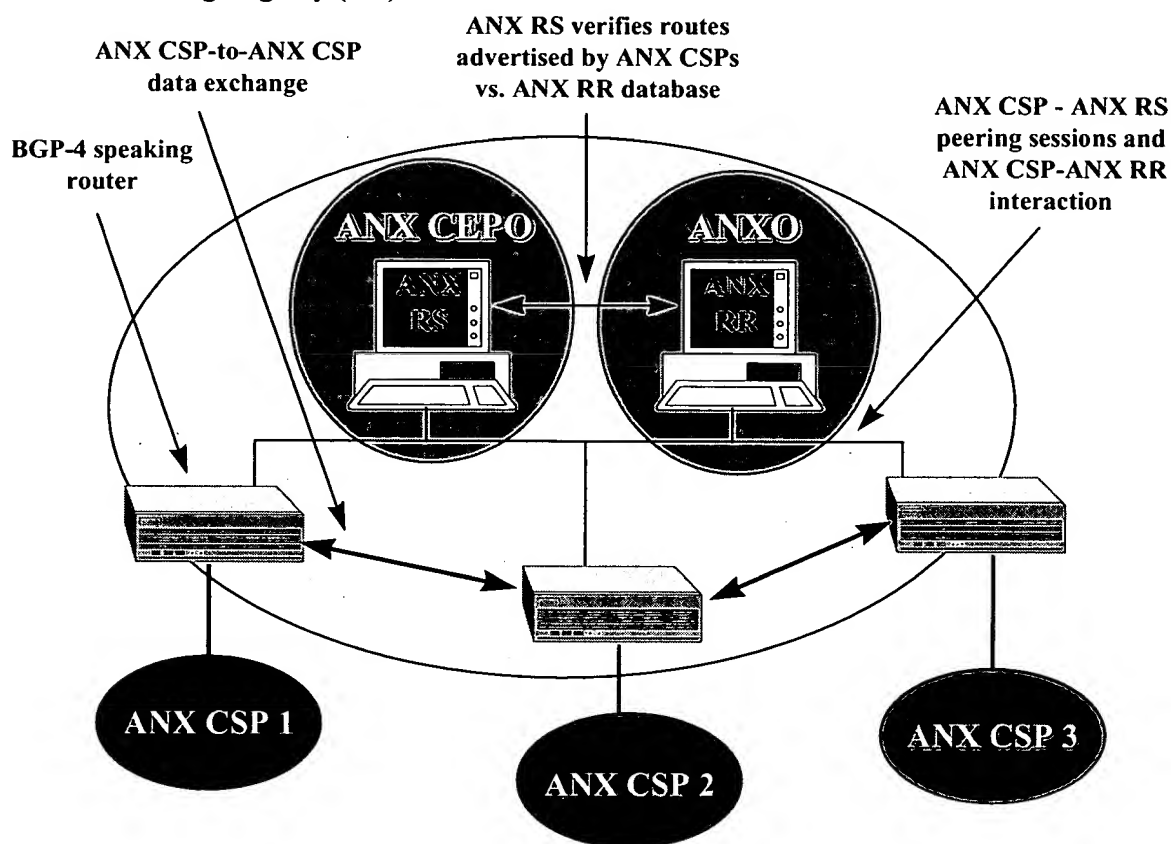 ANX RS verifies routes
advertised by ANX CSPs
vs. ANX RR database
ANX CSP-to-ANX CSP
data exchange
ANX CSP - ANX RS
peering sessions and
ANX CSP-ANX RR
interaction
BGP-4 speaking
router
ANX CEPO
ANXO
ANX
RS
ANX
RR
ANX CSP 1
ANX CSP 2
ANX CSP 3